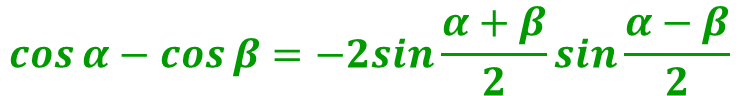 cos α − cos β = −2sin (α + β)/2 sin (α − β)/2